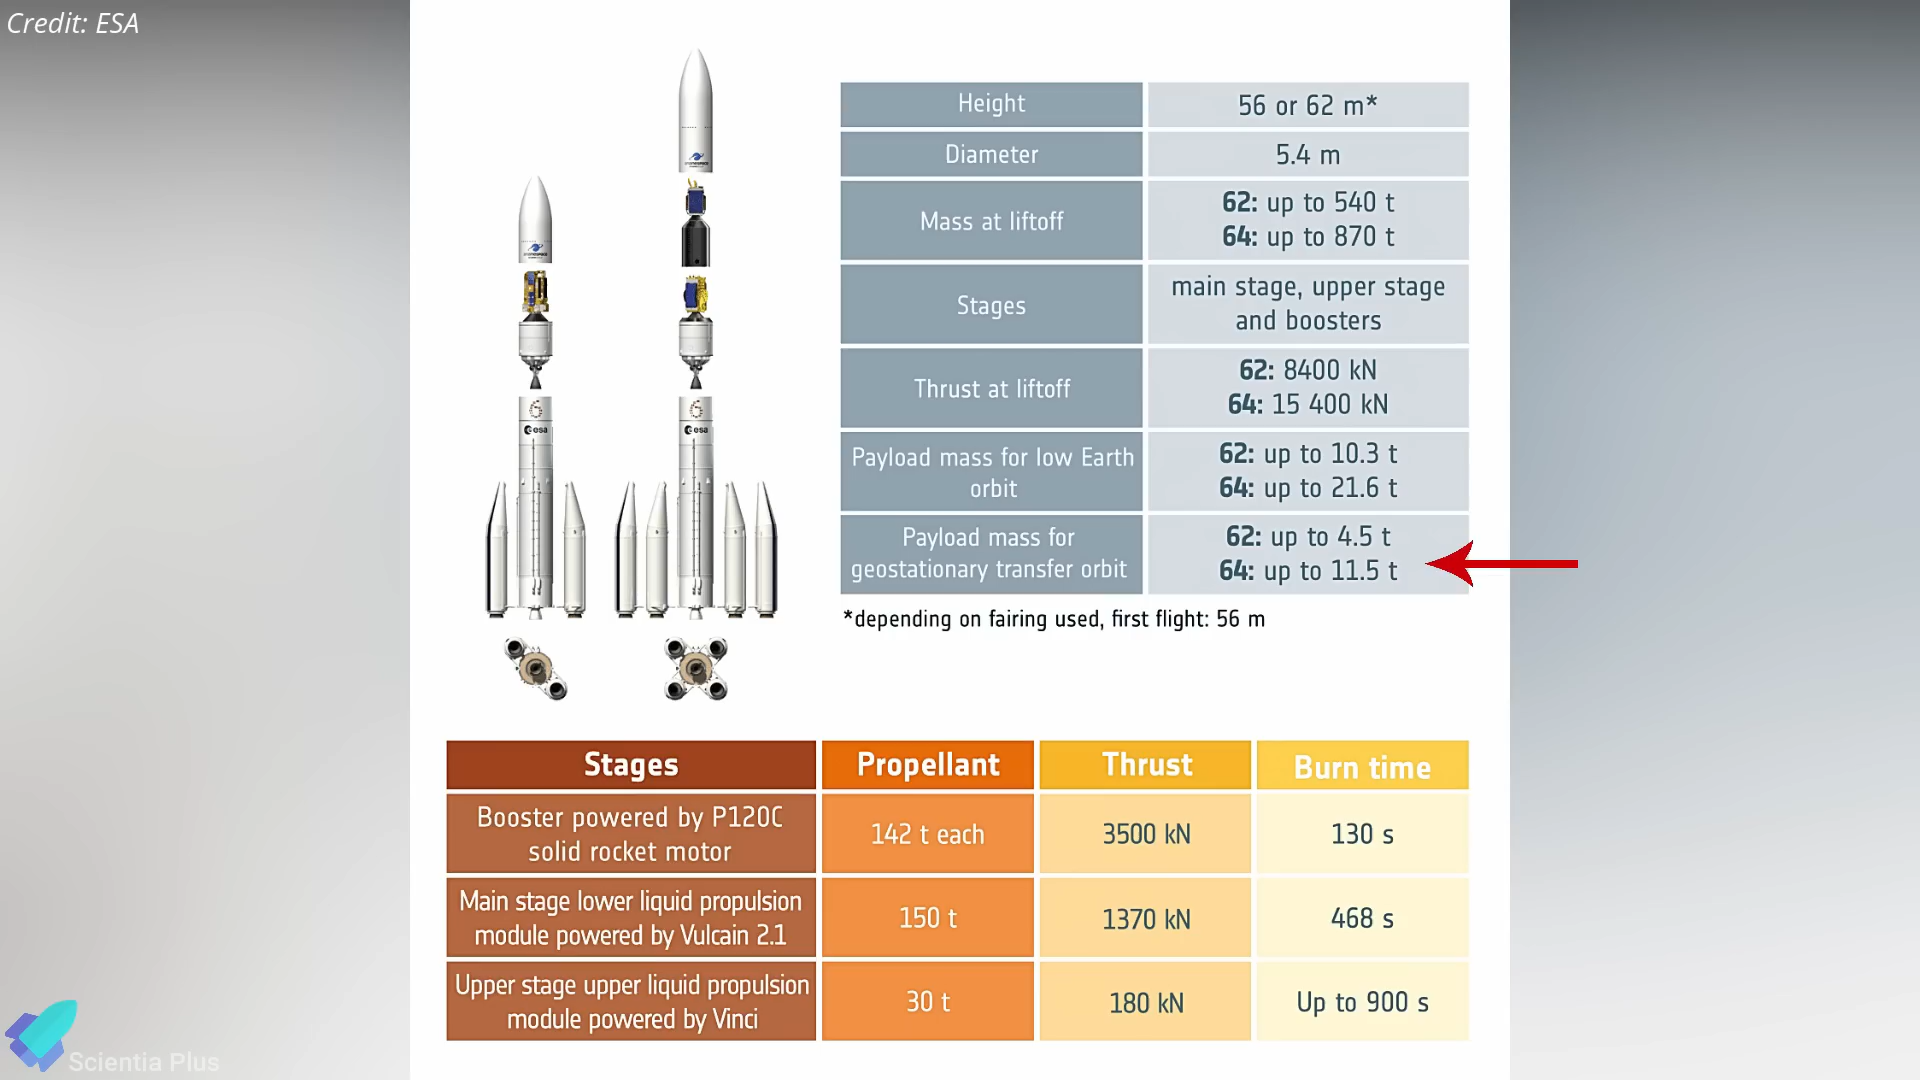 Credit: ESA
Height
56 or 62 m*
Diameter
5.4 m
Mass at liftoff
62: up to 540 t
64: up to 870 t
Stages
main stage, upper stage
and boosters
Thrust at liftoff
62: 8400 kN
64: 15 400 kN
Payload mass for low Earth
orbit
62: up to 10.3 t
64: up to 21.6 t
Payload mass for
geostationary transfer orbit
62: up to 4.5 t
64: up to 11.5 t
*depending on fairing used, first flight: 56 m
esa
esa
Stages
Propellant
Thrust
Burn time
Booster powered by P120C
solid rocket motor
142 t each
3500 kN
130 s
Main stage lower liquid propulsion
module powered by Vulcain 2.1
150 t
1370 kN
468 s
Upper stage upper liquid propulsion
module powered by Vinci
30 t
180 kN
Up to 900 s
Scientia Plus